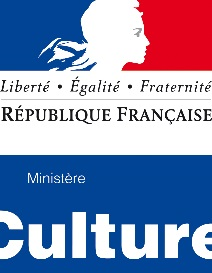 Liberté • Égalité • Fraternité
RÉPUBLIQUE FRANÇAISE
Ministère
Culture